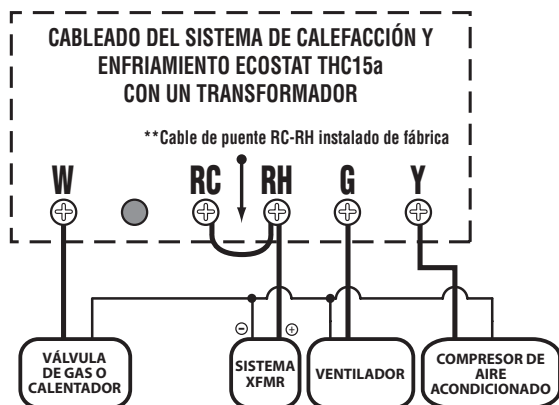 CABLEADO DEL SISTEMA DE CALEFACCIÓN Y
ENFRIAMIENTO ECOSTAT THC15a
CON UN TRANSFORMADOR
**Cable de puente RC-RH instalado de fábrica
W RC RH G Y
⊖ ⊕
VÁLVULA
DE GAS O
CALENTADOR
SISTEMA
XFMR
VENTILADOR
COMPRESOR DE
AIRE
ACONDICIONADO